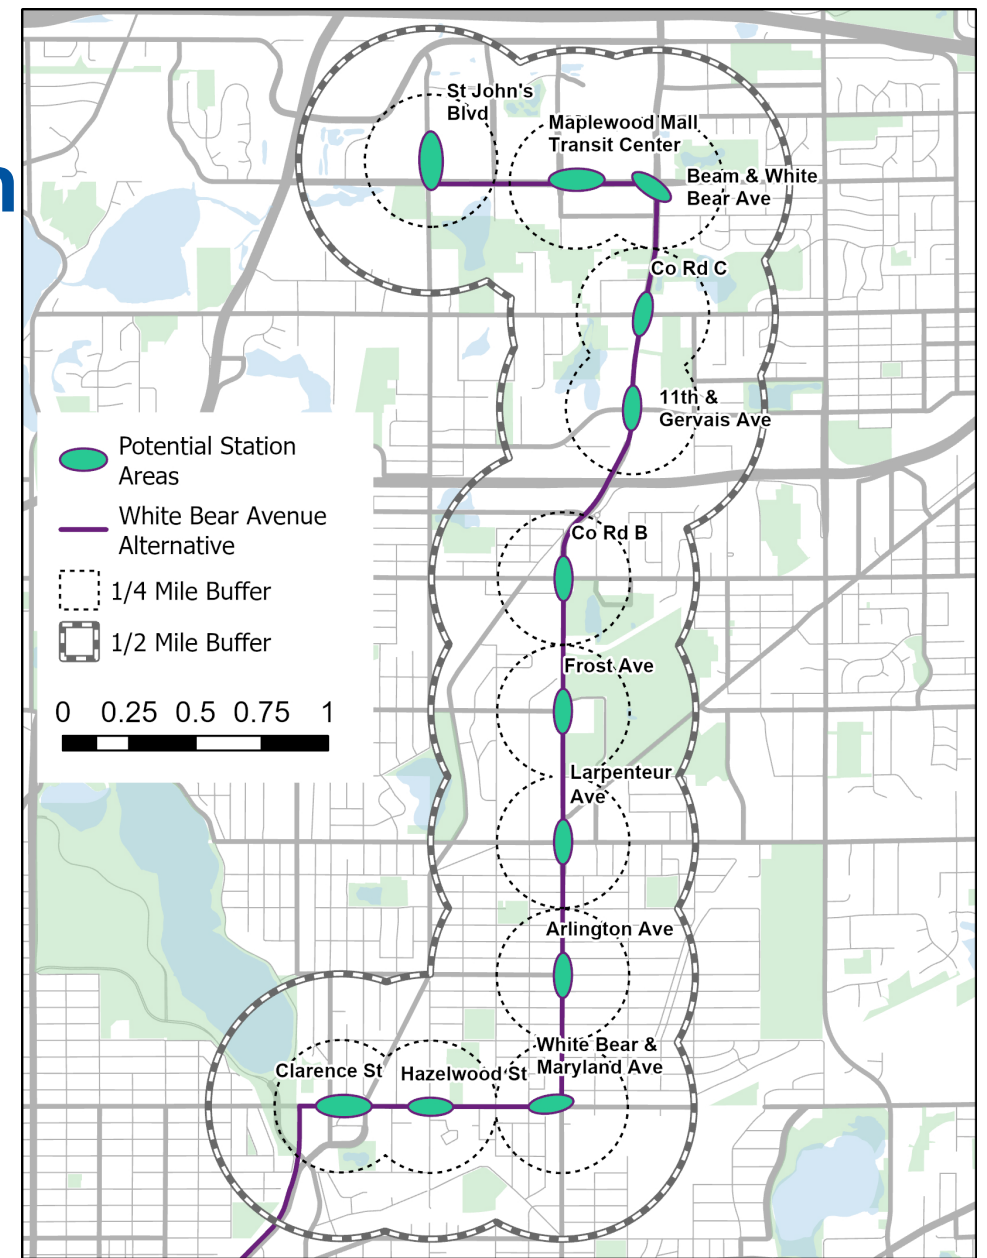 n
St John's
Blvd
Maplewood Mall
Transit Center
Beam & White
Bear Ave
Co Rd C
11th &
Gervais Ave
Potential Station
Areas
White Bear Avenue
Alternative
1/4 Mile Buffer
1/2 Mile Buffer
0 0.25 0.5 0.75 1
Co Rd B
Frost Ave
Larpenteur
Ave
Arlington Ave
White Bear &
Maryland Ave
Clarence St
Hazelwood St